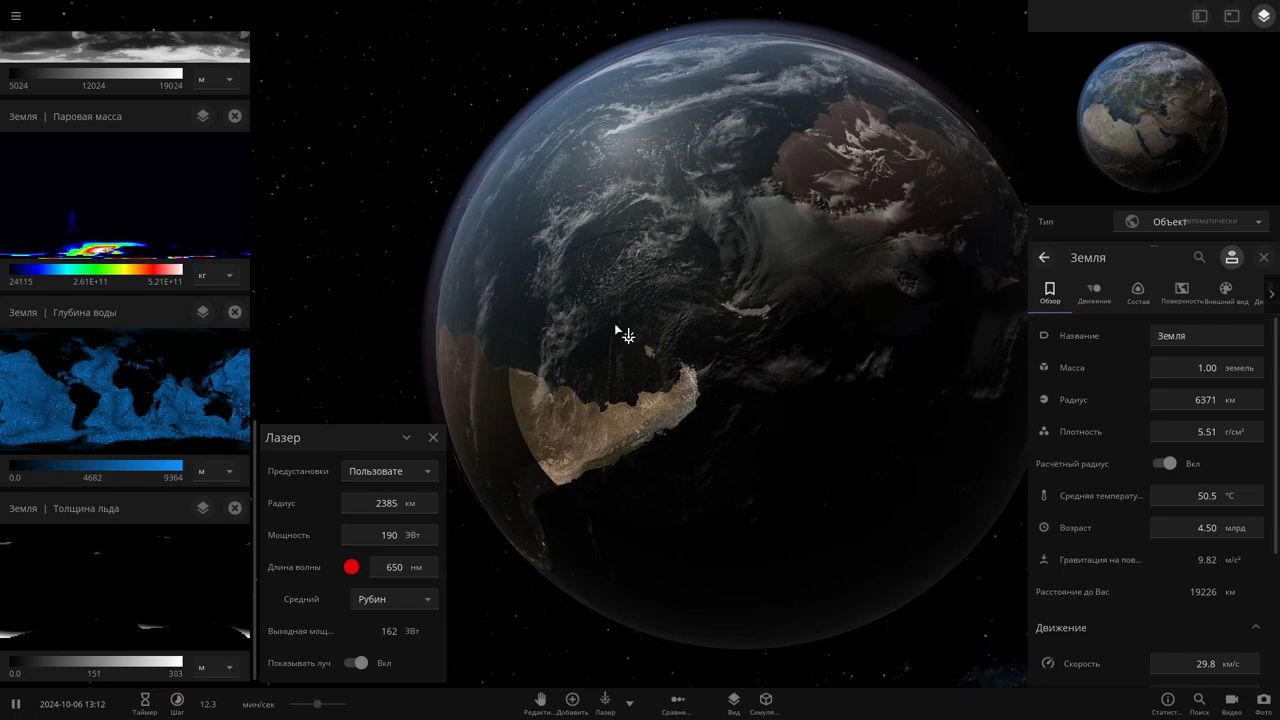 5024 12024 19024
м
Земля | Паровая масса
24115 2.61E+11 5.21E+11
кг
Земля | Глубина воды
0.0 4682 9364
м
Земля | Толщина льда
0.0 151 303
м
Лазер
Предустановки Пользовате
Радиус 2385 км
Мощность 190 ЭВт
Длина волны 650 нм
Средний Рубин
Выходная мощ... 162 ЗВт
Показывать луч Вкл
Тип Объект автоматически
Земля
Обзор Движение Состав Поверхность Внешний вид Де
Название Земля
Масса 1.00 земель
Радиус 6371 км
Плотность 5.51 г/см³
Расчётный радиус Вкл
Средняя температу... 50.5 °C
Возраст 4.50 млрд
Гравитация на пов... 9.82 м/с²
Расстояние до Вас 19226 км
Движение
Скорость 29.8 км/с
2024-10-06 13:12 Таймер Шаг 12.3 мин/сек
Редакти... Добавить Лазер Сравне... Вид Симуля...
Статист... Поиск Видео Фото